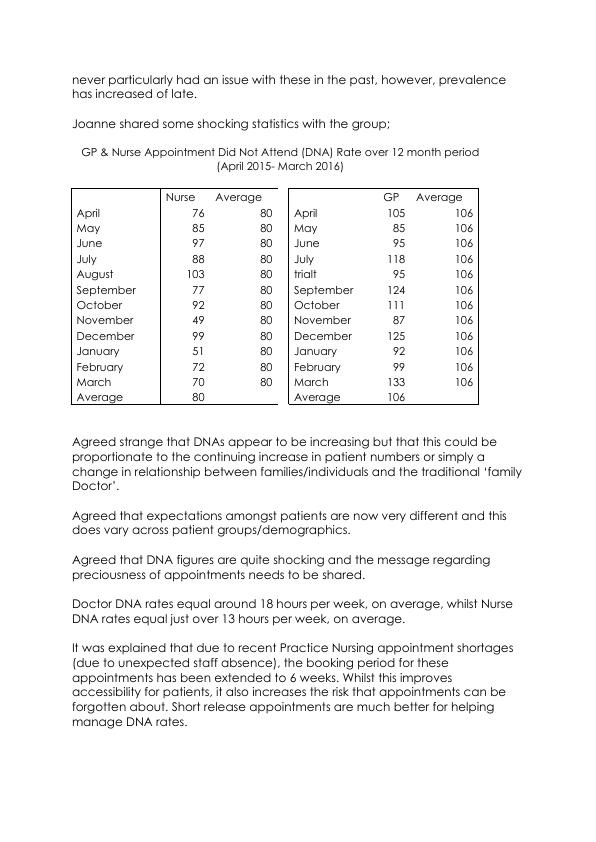 never particularly had an issue with these in the past, however, prevalence
has increased of late.
Joanne shared some shocking statistics with the group;
GP & Nurse Appointment Did Not Attend (DNA) Rate over 12 month period
(April 2015- March 2016)
Nurse Average
April 76 80
May 85 80
June 97 80
July 88 80
August 103 80
September 77 80
October 92 80
November 49 80
December 99 80
January 51 80
February 72 80
March 70 80
Average 80
GP Average
April 105 106
May 85 106
June 95 106
July 118 106
trialt 95 106
September 124 106
October 111 106
November 87 106
December 125 106
January 92 106
February 99 106
March 133 106
Average 106
Agreed strange that DNAs appear to be increasing but that this could be
proportionate to the continuing increase in patient numbers or simply a
change in relationship between families/individuals and the traditional ‘family
Doctor’.
Agreed that expectations amongst patients are now very different and this
does vary across patient groups/demographics.
Agreed that DNA figures are quite shocking and the message regarding
preciousness of appointments needs to be shared.
Doctor DNA rates equal around 18 hours per week, on average, whilst Nurse
DNA rates equal just over 13 hours per week, on average.
It was explained that due to recent Practice Nursing appointment shortages
(due to unexpected staff absence), the booking period for these
appointments has been extended to 6 weeks. Whilst this improves
accessibility for patients, it also increases the risk that appointments can be
forgotten about. Short release appointments are much better for helping
manage DNA rates.